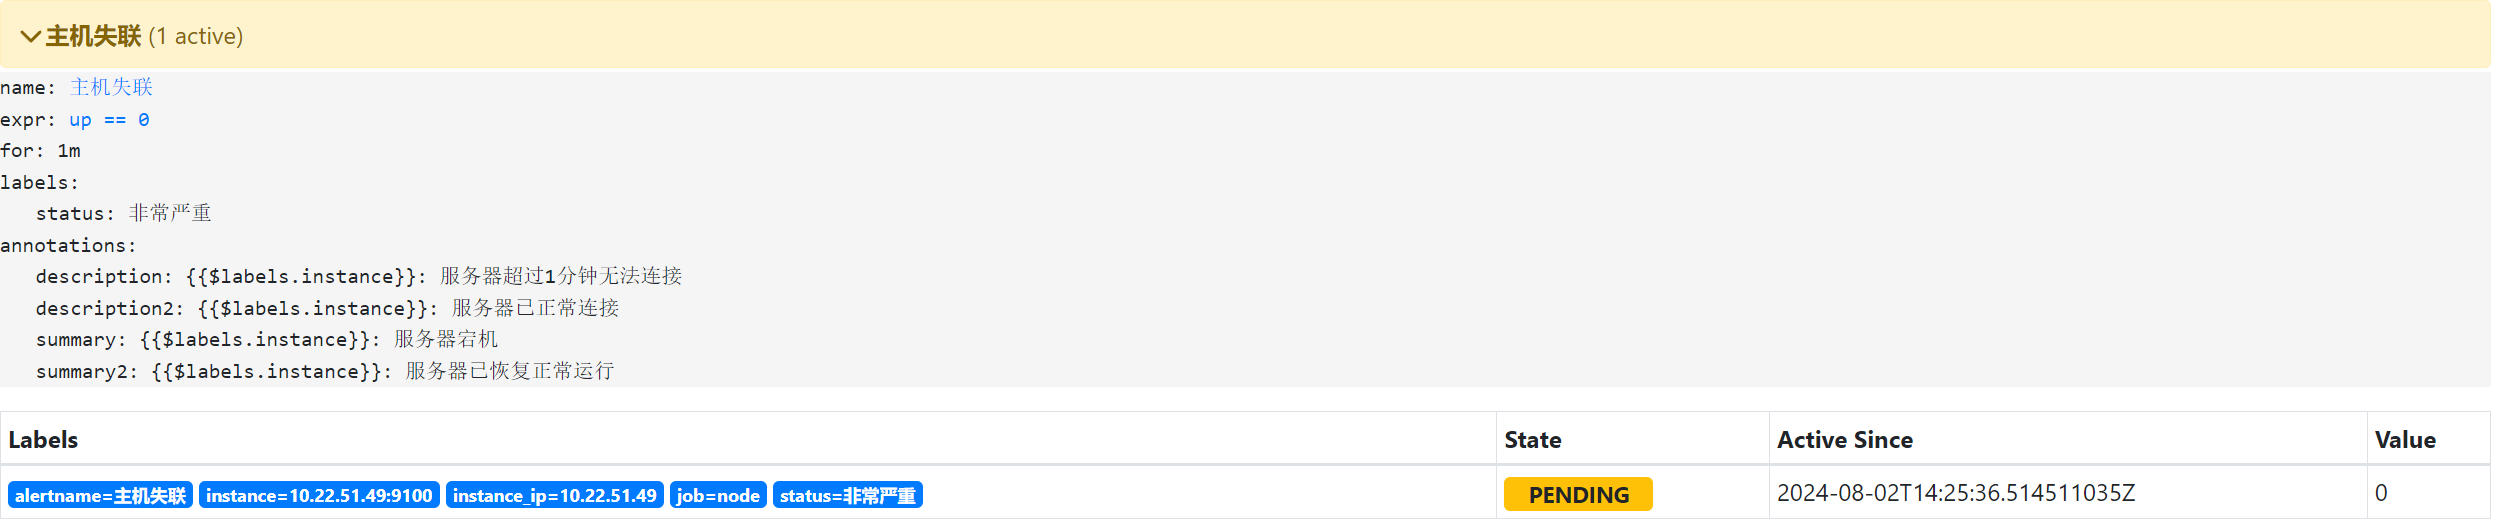 主机失联 (1 active)
name: 主机失联
expr: up == 0
for: 1m
labels:
status: 非常严重
annotations:
description: {{$labels.instance}}: 服务器超过1分钟无法连接
description2: {{$labels.instance}}: 服务器已正常连接
summary: {{$labels.instance}}: 服务器宕机
summary2: {{$labels.instance}}: 服务器已恢复正常运行
Labels State Active Since Value
alertname=主机失联 instance=10.22.51.49:9100 instance_ip=10.22.51.49 job=node status=非常严重 PENDING 2024-08-02T14:25:36.514511035Z 0